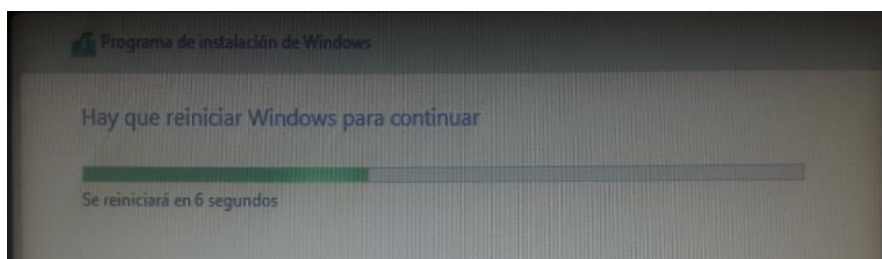 Programa de instalación de Windows
Hay que reiniciar Windows para continuar
Se reiniciará en 6 segundos